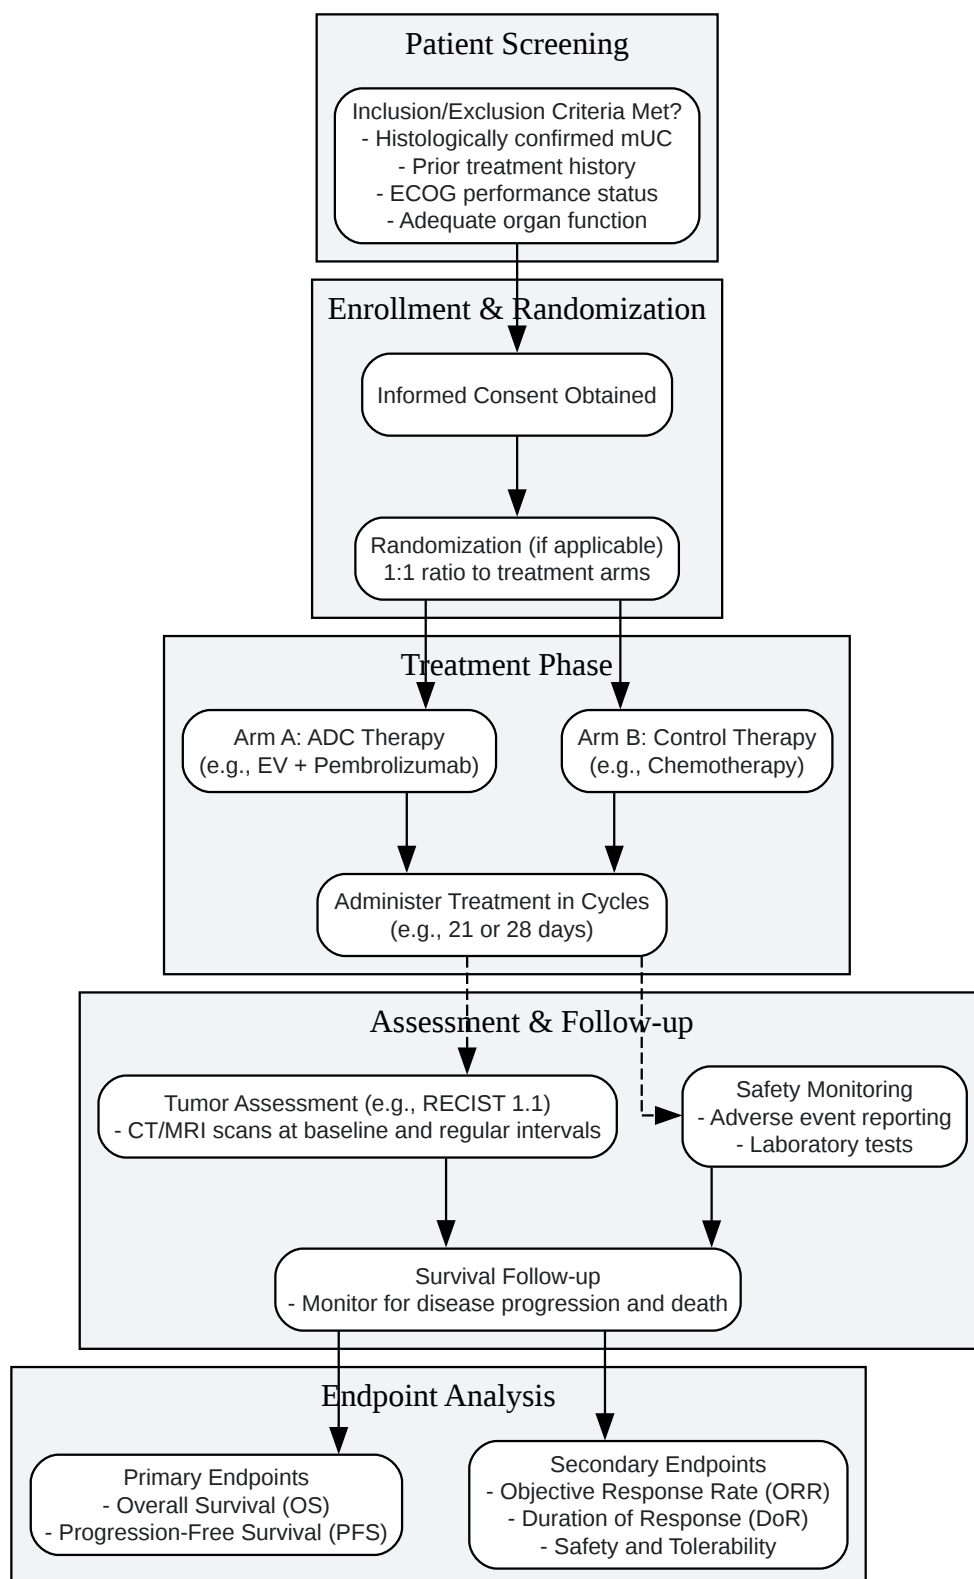 Patient Screening
Inclusion/Exclusion Criteria Met?
- Histologically confirmed mUC
- Prior treatment history
- ECOG performance status
- Adequate organ function
Enrollment & Randomization
Informed Consent Obtained
Randomization (if applicable)
1:1 ratio to treatment arms
Treatment Phase
Arm A: ADC Therapy
(e.g., EV + Pembrolizumab)
Arm B: Control Therapy
(e.g., Chemotherapy)
Administer Treatment in Cycles
(e.g., 21 or 28 days)
Assessment & Follow-up
Tumor Assessment (e.g., RECIST 1.1)
- CT/MRI scans at baseline and regular intervals
Safety Monitoring
- Adverse event reporting
- Laboratory tests
Survival Follow-up
- Monitor for disease progression and death
Endpoint Analysis
Primary Endpoints
- Overall Survival (OS)
- Progression-Free Survival (PFS)
Secondary Endpoints
- Objective Response Rate (ORR)
- Duration of Response (DoR)
- Safety and Tolerability